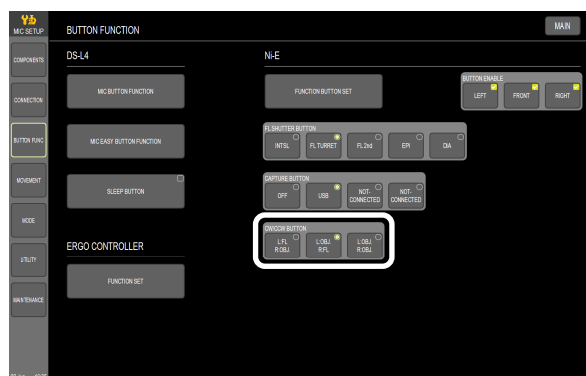 MIC SETUP
BUTTON FUNCTION
MAIN
COMPONENTS
CONNECTION
BUTTON FUNC
MOVEMENT
MODE
UTILITY
MAINTENANCE
DS-L4
MIC BUTTON FUNCTION
MIC EASY BUTTON FUNCTION
SLEEP BUTTON
ERGO CONTROLLER
FUNCTION SET
Ni-E
FUNCTION BUTTON SET
BUTTON ENABLE
LEFT
FRONT
RIGHT
FL SHUTTER BUTTON
INTSL
FL TURRET
FL 2nd
EPI
DIA
CAPTURE BUTTON
OFF
USB
NOT-
CONNECTED
NOT-
CONNECTED
CW/CCW BUTTON
L:FL
R:OBJ.
L:OBJ.
R:FL
L:OBJ.
R:OBJ.